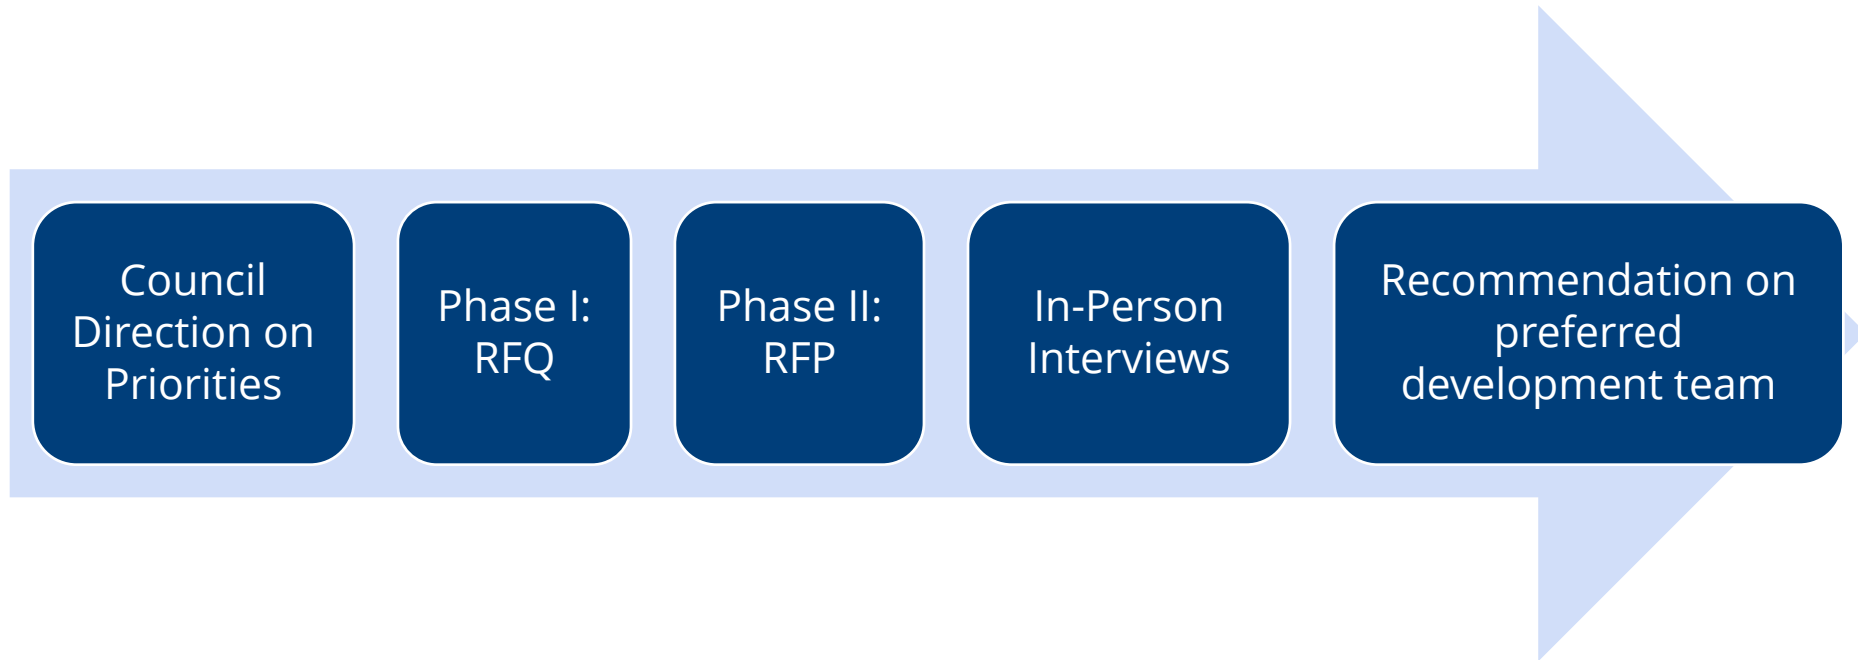 Council
Direction on
Priorities
Phase I:
RFQ
Phase II:
RFP
In-Person
Interviews
Recommendation on
preferred
development team